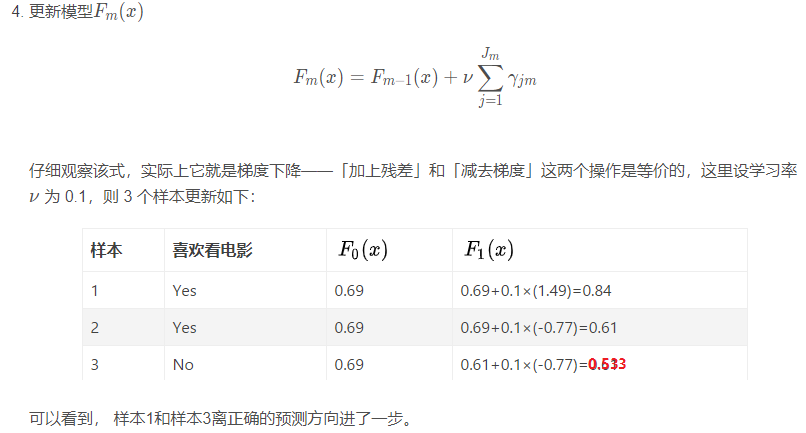 4. 更新模型F_m(x)
F_m(x) = F_{m-1}(x) + ν \sum_{j=1}^{J_m} γ_{jm}
仔细观察该式，实际上它就是梯度下降——「加上残差」和「减去梯度」这两个操作是等价的，这里设学习率
ν 为 0.1，则 3 个样本更新如下：
样本 喜欢看电影 F_0(x) F_1(x)
1 Yes 0.69 0.69+0.1×(1.49)=0.84
2 Yes 0.69 0.69+0.1×(-0.77)=0.61
3 No 0.69 0.61+0.1×(-0.77)=0.533
可以看到， 样本1和样本3离正确的预测方向进了一步。